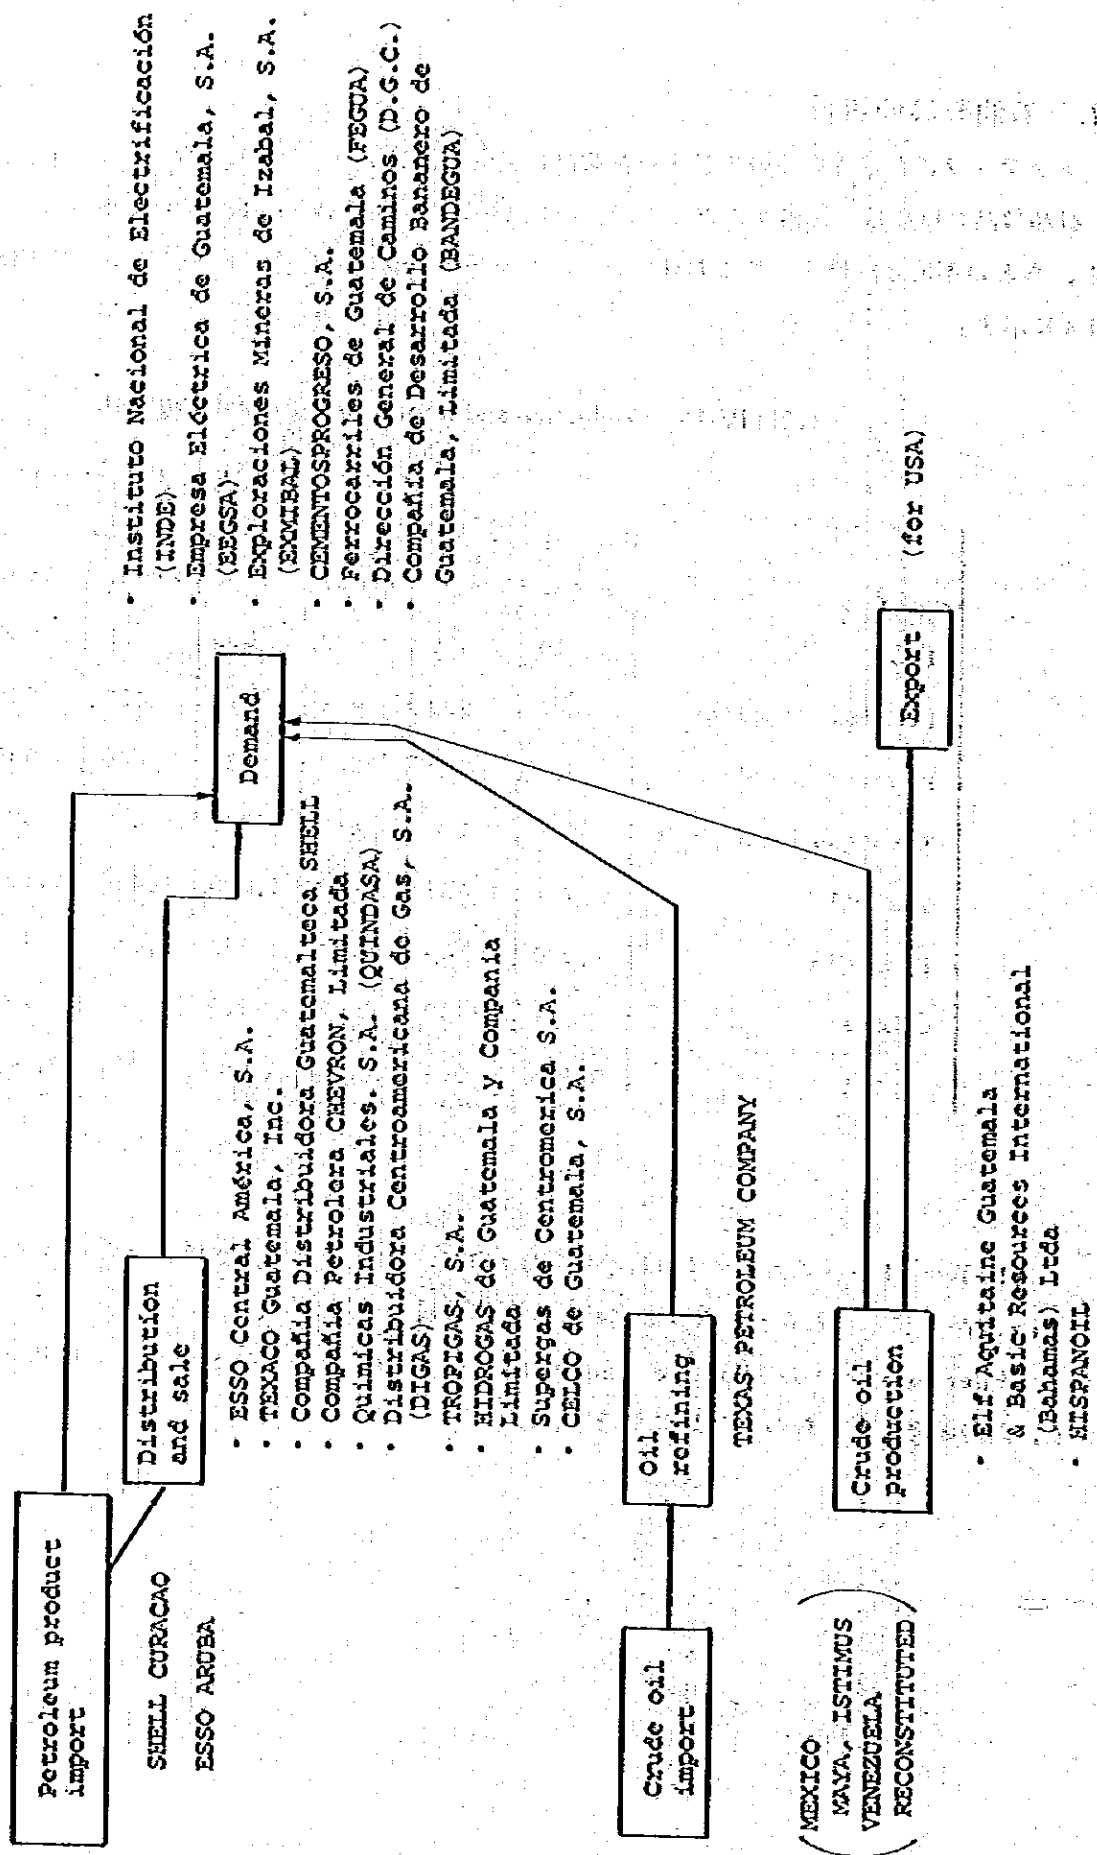 Petroleum product
import
SHELL CURACAO
ESSO ARUBA
Distribution
and sale
· ESSO Central América, S.A.
· TEXACO Guatemala, Inc.
· Compañia Distribuidora Guatemalteca SHELL
· Compañia Petrolera CHEVRON, Limitada
· Quimicas Industriales. S.A. (QUINDASA)
· Distribuidora Centroamericana de Gas, S.A.
(DIGAS)
· TROPIGAS, S.A.
· HIDROGAS de Guatemala y Compania
Limitada
· Supergas de Centromerica S.A.
· CELCO de Guatemala, S.A.
Demand
· Instituto Nacional de Electrificación
(INDE)
· Empresa Eléctrica de Guatemala, S.A.
(EEGSA)
· Exploraciones Mineras de Izabal, S.A.
(EXMIBAL)
· CEMENTOSPROGRESO, S.A.
· Ferrocarriles de Guatemala (FEGUA)
· Dirección General de Caminos (D.G.C.)
· Compañia de Desarrollo Bananero de
Guatemala, Limitada (BANDEGUA)
Crude oil
import
(MEXICO
MAYA, ISTIMUS
VENEZUELA
RECONSTITUTED)
Oil
refining
TEXAS PETROLEUM COMPANY
Crude oil
production
· Elf Aquitaine Guatemala
& Basic Resources International
(Bahamas) Ltda
· HISPANOIL
Export
(for USA)